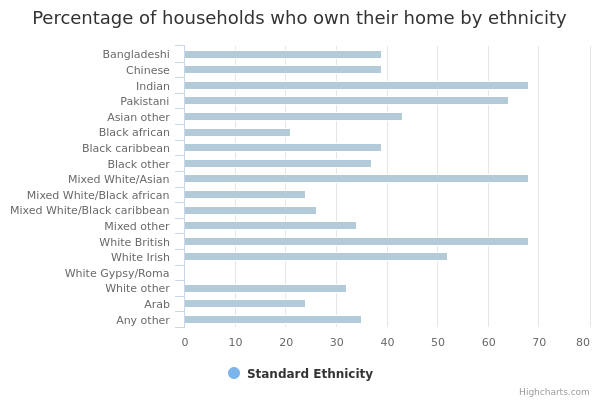 Percentage of households who own their home by ethnicity
Bangladeshi
Chinese
Indian
Pakistani
Asian other
Black african
Black caribbean
Black other
Mixed White/Asian
Mixed White/Black african
Mixed White/Black caribbean
Mixed other
White British
White Irish
White Gypsy/Roma
White other
Arab
Any other
0 10 20 30 40 50 60 70 80
Standard Ethnicity
Highcharts.com